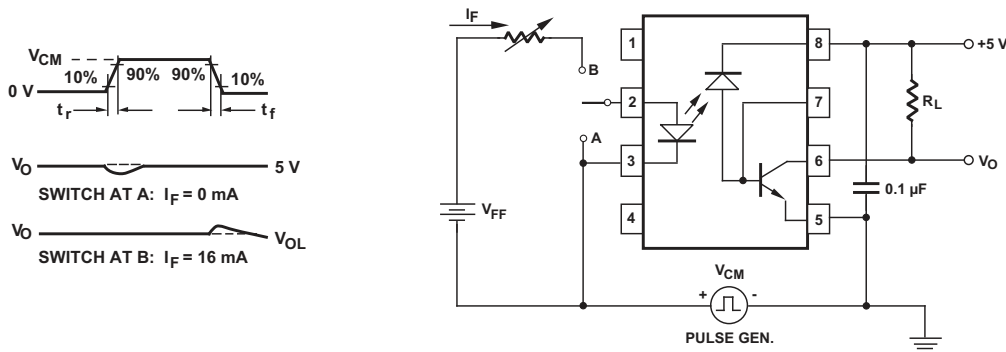 V_CM
10% 90% 90% 10%
0 V
t_r t_f
V_O 5 V
SWITCH AT A: I_F = 0 mA
V_O V_OL
SWITCH AT B: I_F = 16 mA
I_F
B
A
V_FF
1
2
3
4
8
7
6
5
+5 V
R_L
V_O
0.1 µF
V_CM
+ -
PULSE GEN.